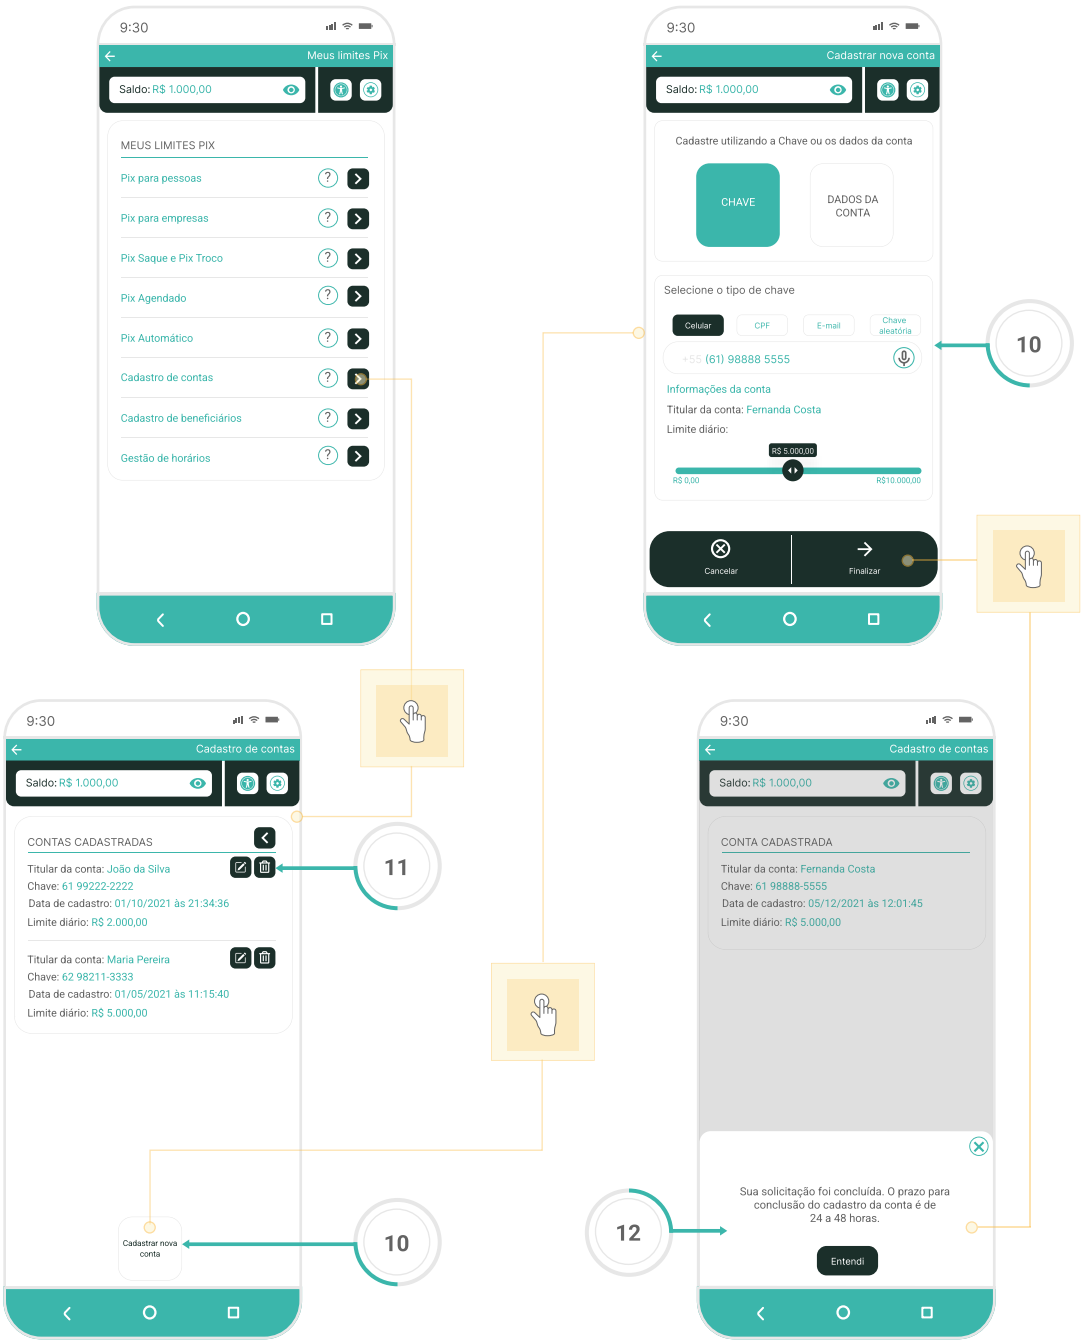 9:30
Meus limites Pix
Saldo: R$ 1.000,00
MEUS LIMITES PIX
Pix para pessoas
?
Pix para empresas
?
Pix Saque e Pix Troco
?
Pix Agendado
?
Pix Automático
?
Cadastro de contas
?
Cadastro de beneficiários
?
Gestão de horários
?
9:30
Cadastrar nova conta
Saldo: R$ 1.000,00
Cadastre utilizando a Chave ou os dados da conta
CHAVE
DADOS DA
CONTA
Selecione o tipo de chave
Celular
CPF
E-mail
Chave
aleatória
+55 (61) 98888 5555
Informações da conta
Titular da conta: Fernanda Costa
Limite diário:
R$ 5.000,00
R$ 0,00
R$10.000,00
Cancelar
Finalizar
10
9:30
Cadastro de contas
Saldo: R$ 1.000,00
CONTAS CADASTRADAS
Titular da conta: João da Silva
Chave: 61 99222-2222
Data de cadastro: 01/10/2021 às 21:34:36
Limite diário: R$ 2.000,00
Titular da conta: Maria Pereira
Chave: 62 98211-3333
Data de cadastro: 01/05/2021 às 11:15:40
Limite diário: R$ 5.000,00
Cadastrar nova
conta
11
10
9:30
Cadastro de contas
Saldo: R$ 1.000,00
CONTA CADASTRADA
Titular da conta: Fernanda Costa
Chave: 61 98888-5555
Data de cadastro: 05/12/2021 às 12:01:45
Limite diário: R$ 5.000,00
Sua solicitação foi concluída. O prazo para
conclusão do cadastro da conta é de
24 a 48 horas.
Entendi
12